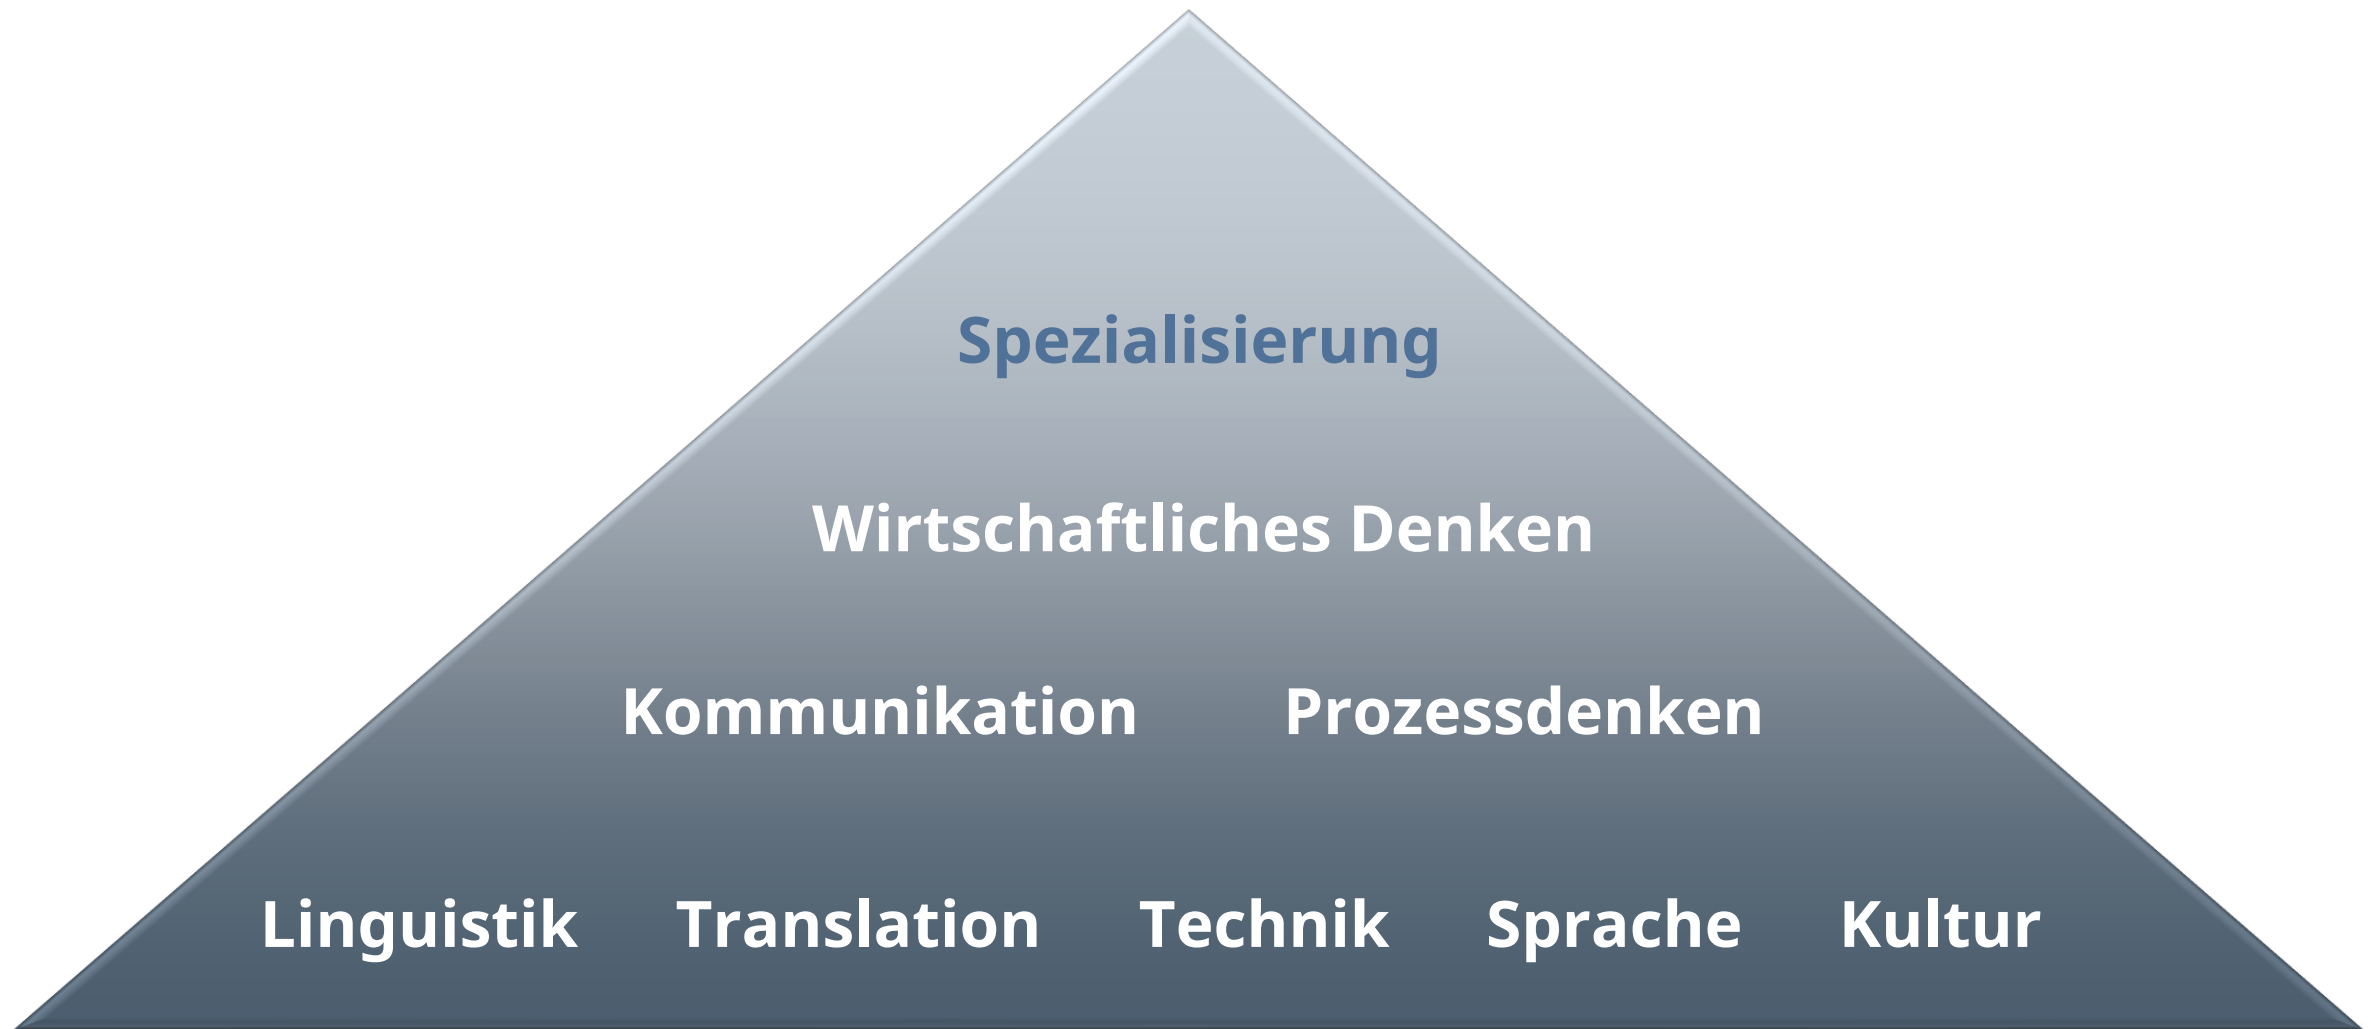 Spezialisierung
Wirtschaftliches Denken
Kommunikation Prozessdenken
Linguistik Translation Technik Sprache Kultur